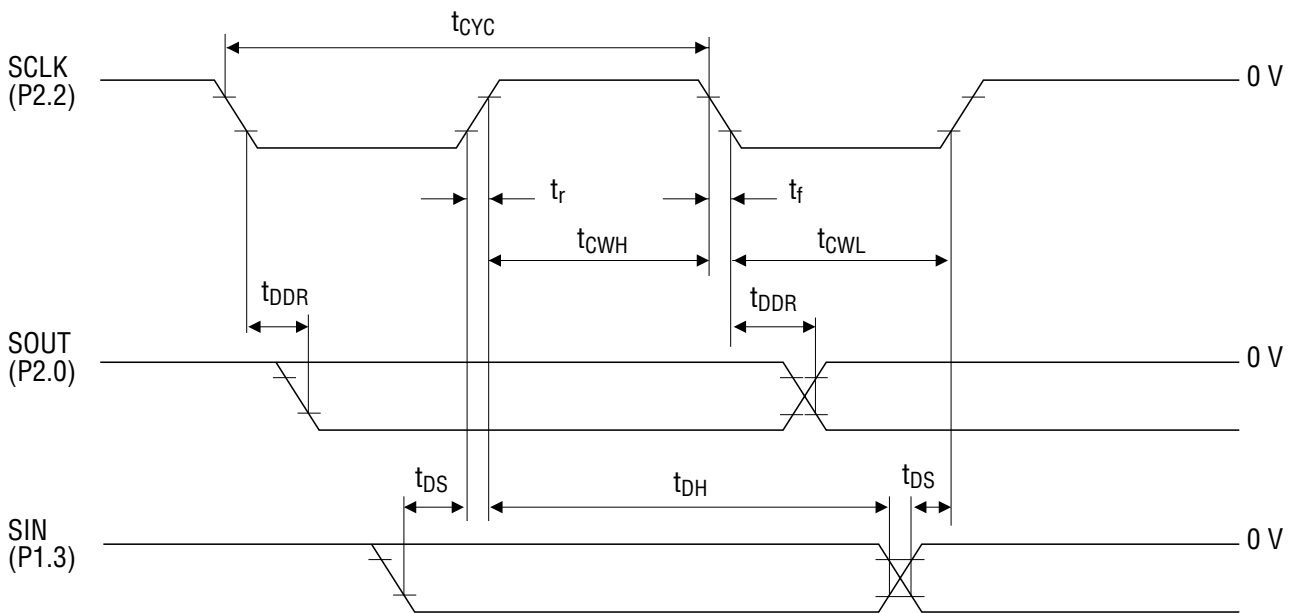 tCYC
SCLK
(P2.2)
0 V
tr
tf
tCWH
tCWL
tDDR
tDDR
SOUT
(P2.0)
0 V
tDS
tDH
tDS
SIN
(P1.3)
0 V